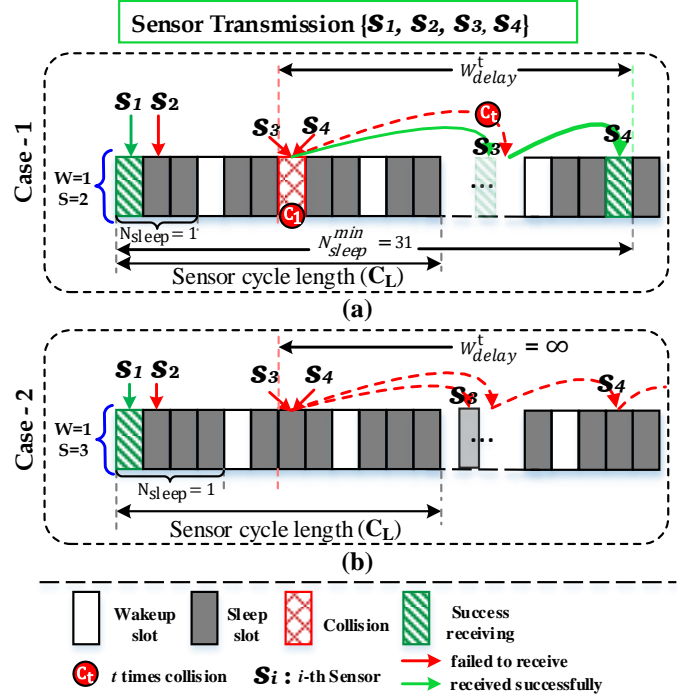 Sensor Transmission {S1, S2, S3, S4}
Case - 1
W^t_delay
S1 S2 S3 S4 Ct S3 S4
W=1
S=2
...
C1
Nsleep = 1
N^min_sleep = 31
Sensor cycle length (CL)
(a)
Case - 2
W^t_delay = ∞
S1 S2 S3 S4 S3 S4
W=1
S=3
...
Nsleep = 1
Sensor cycle length (CL)
(b)
Wakeup slot
Sleep slot
Collision
Success receiving
Ct t times collision
Si : i-th Sensor
failed to receive
received successfully